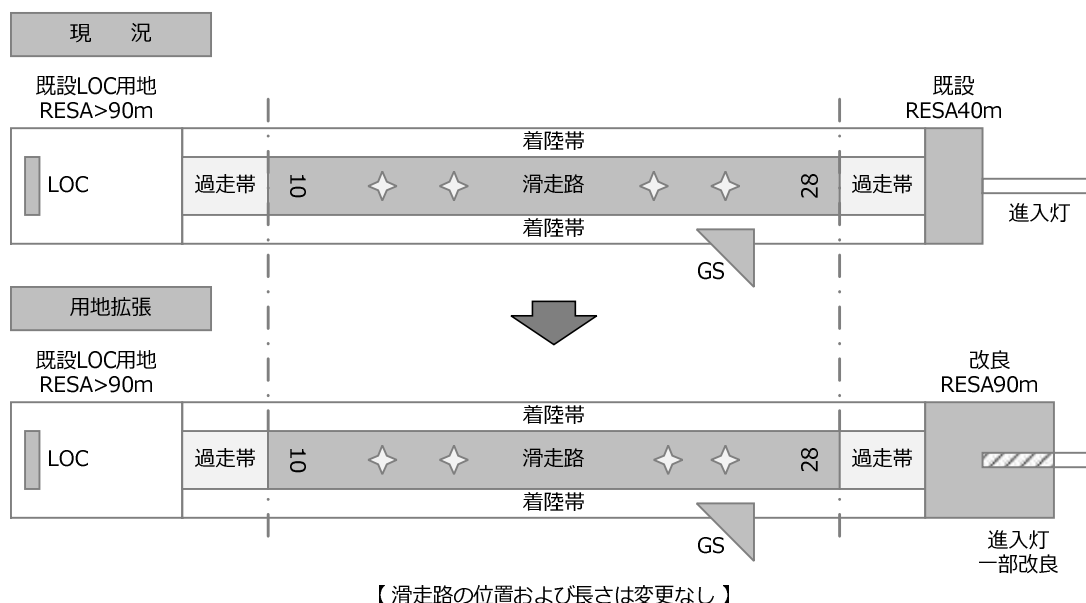 現　況
既設LOC用地
RESA>90m
既設
RESA40m
着陸帯
LOC
過走帯
10
滑走路
28
過走帯
進入灯
着陸帯
GS
用地拡張
既設LOC用地
RESA>90m
改良
RESA90m
着陸帯
LOC
過走帯
10
滑走路
28
過走帯
着陸帯
GS
進入灯
一部改良
【 滑走路の位置および長さは変更なし 】